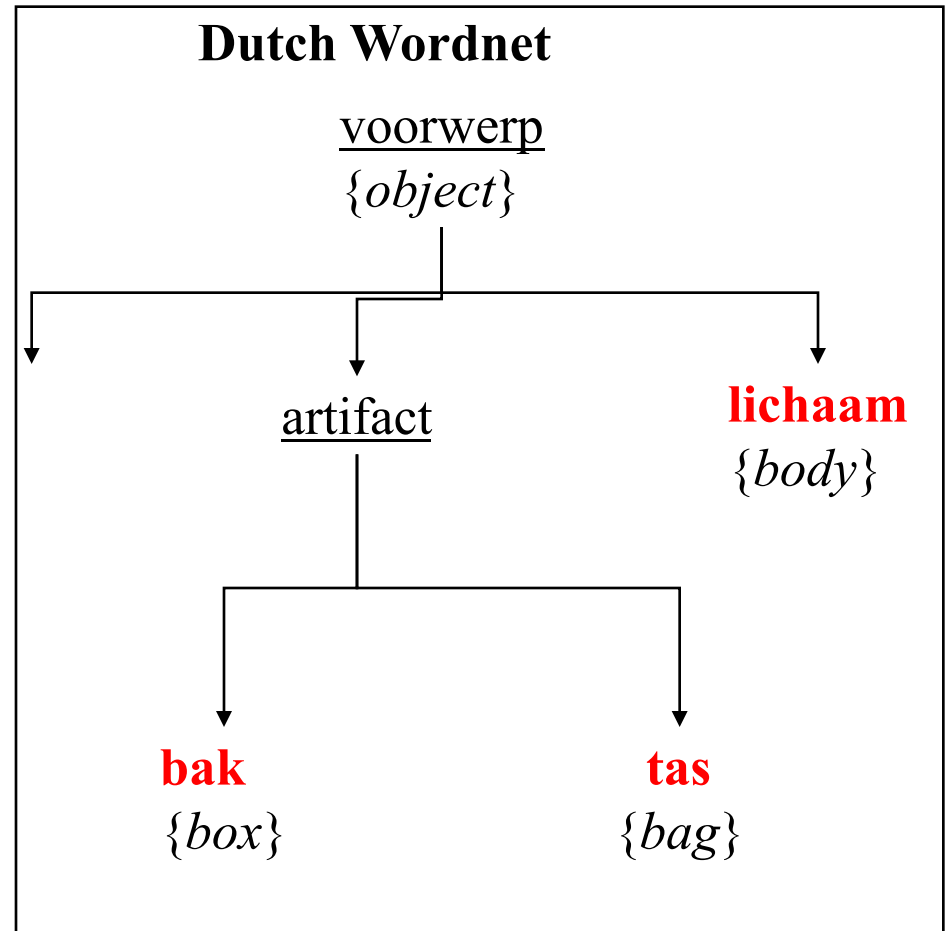 Dutch Wordnet
voorwerp
{object}
artifact
lichaam
{body}
bak
{box}
tas
{bag}